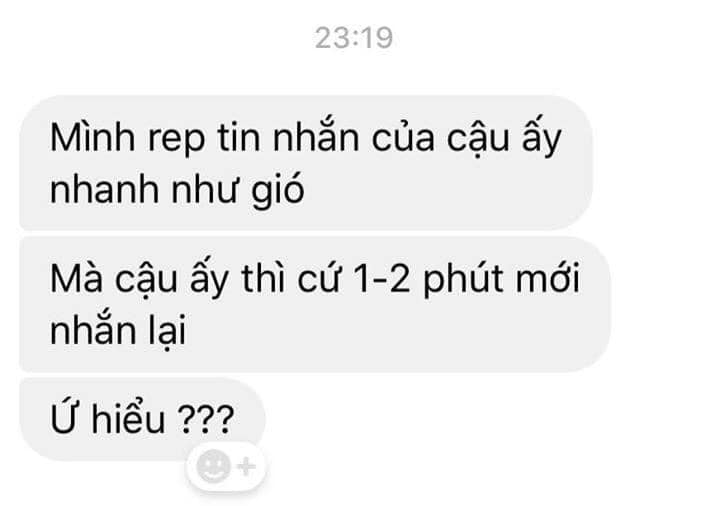 23:19
Mình rep tin nhắn của cậu ấy
nhanh như gió
Mà cậu ấy thì cứ 1-2 phút mới
nhắn lại
Ứ hiểu ???